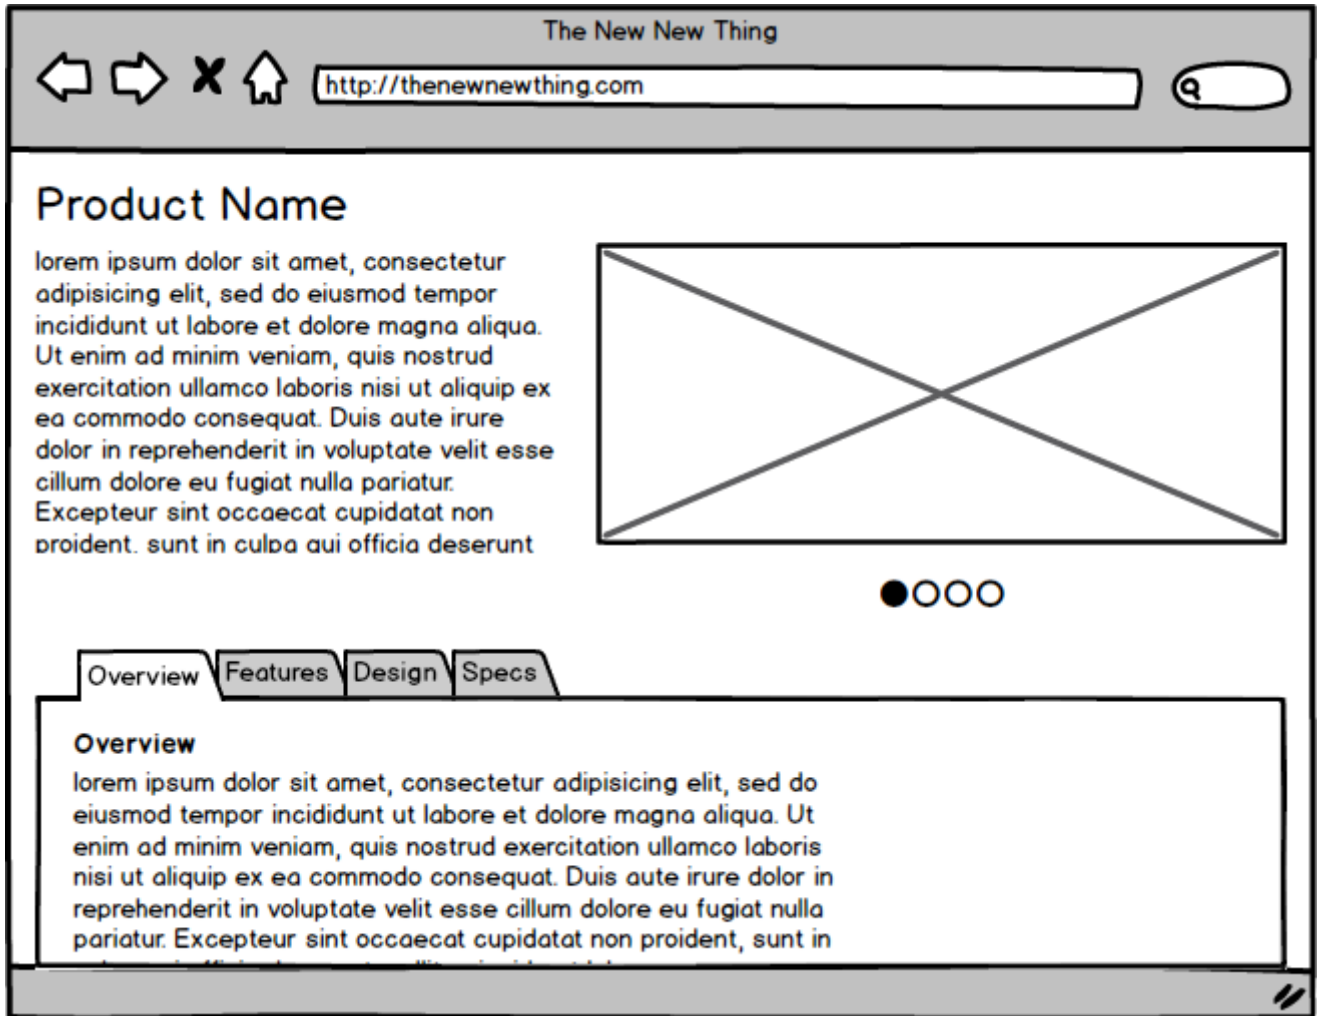 The New New Thing
http://thenewnewthing.com
Product Name
lorem ipsum dolor sit amet, consectetur
adipisicing elit, sed do eiusmod tempor
incididunt ut labore et dolore magna aliqua.
Ut enim ad minim veniam, quis nostrud
exercitation ullamco laboris nisi ut aliquip ex
ea commodo consequat. Duis aute irure
dolor in reprehenderit in voluptate velit esse
cillum dolore eu fugiat nulla pariatur.
Excepteur sint occaecat cupidatat non
proident, sunt in culpa qui officia deserunt
Overview Features Design Specs
Overview
lorem ipsum dolor sit amet, consectetur adipisicing elit, sed do
eiusmod tempor incididunt ut labore et dolore magna aliqua. Ut
enim ad minim veniam, quis nostrud exercitation ullamco laboris
nisi ut aliquip ex ea commodo consequat. Duis aute irure dolor in
reprehenderit in voluptate velit esse cillum dolore eu fugiat nulla
pariatur. Excepteur sint occaecat cupidatat non proident, sunt in